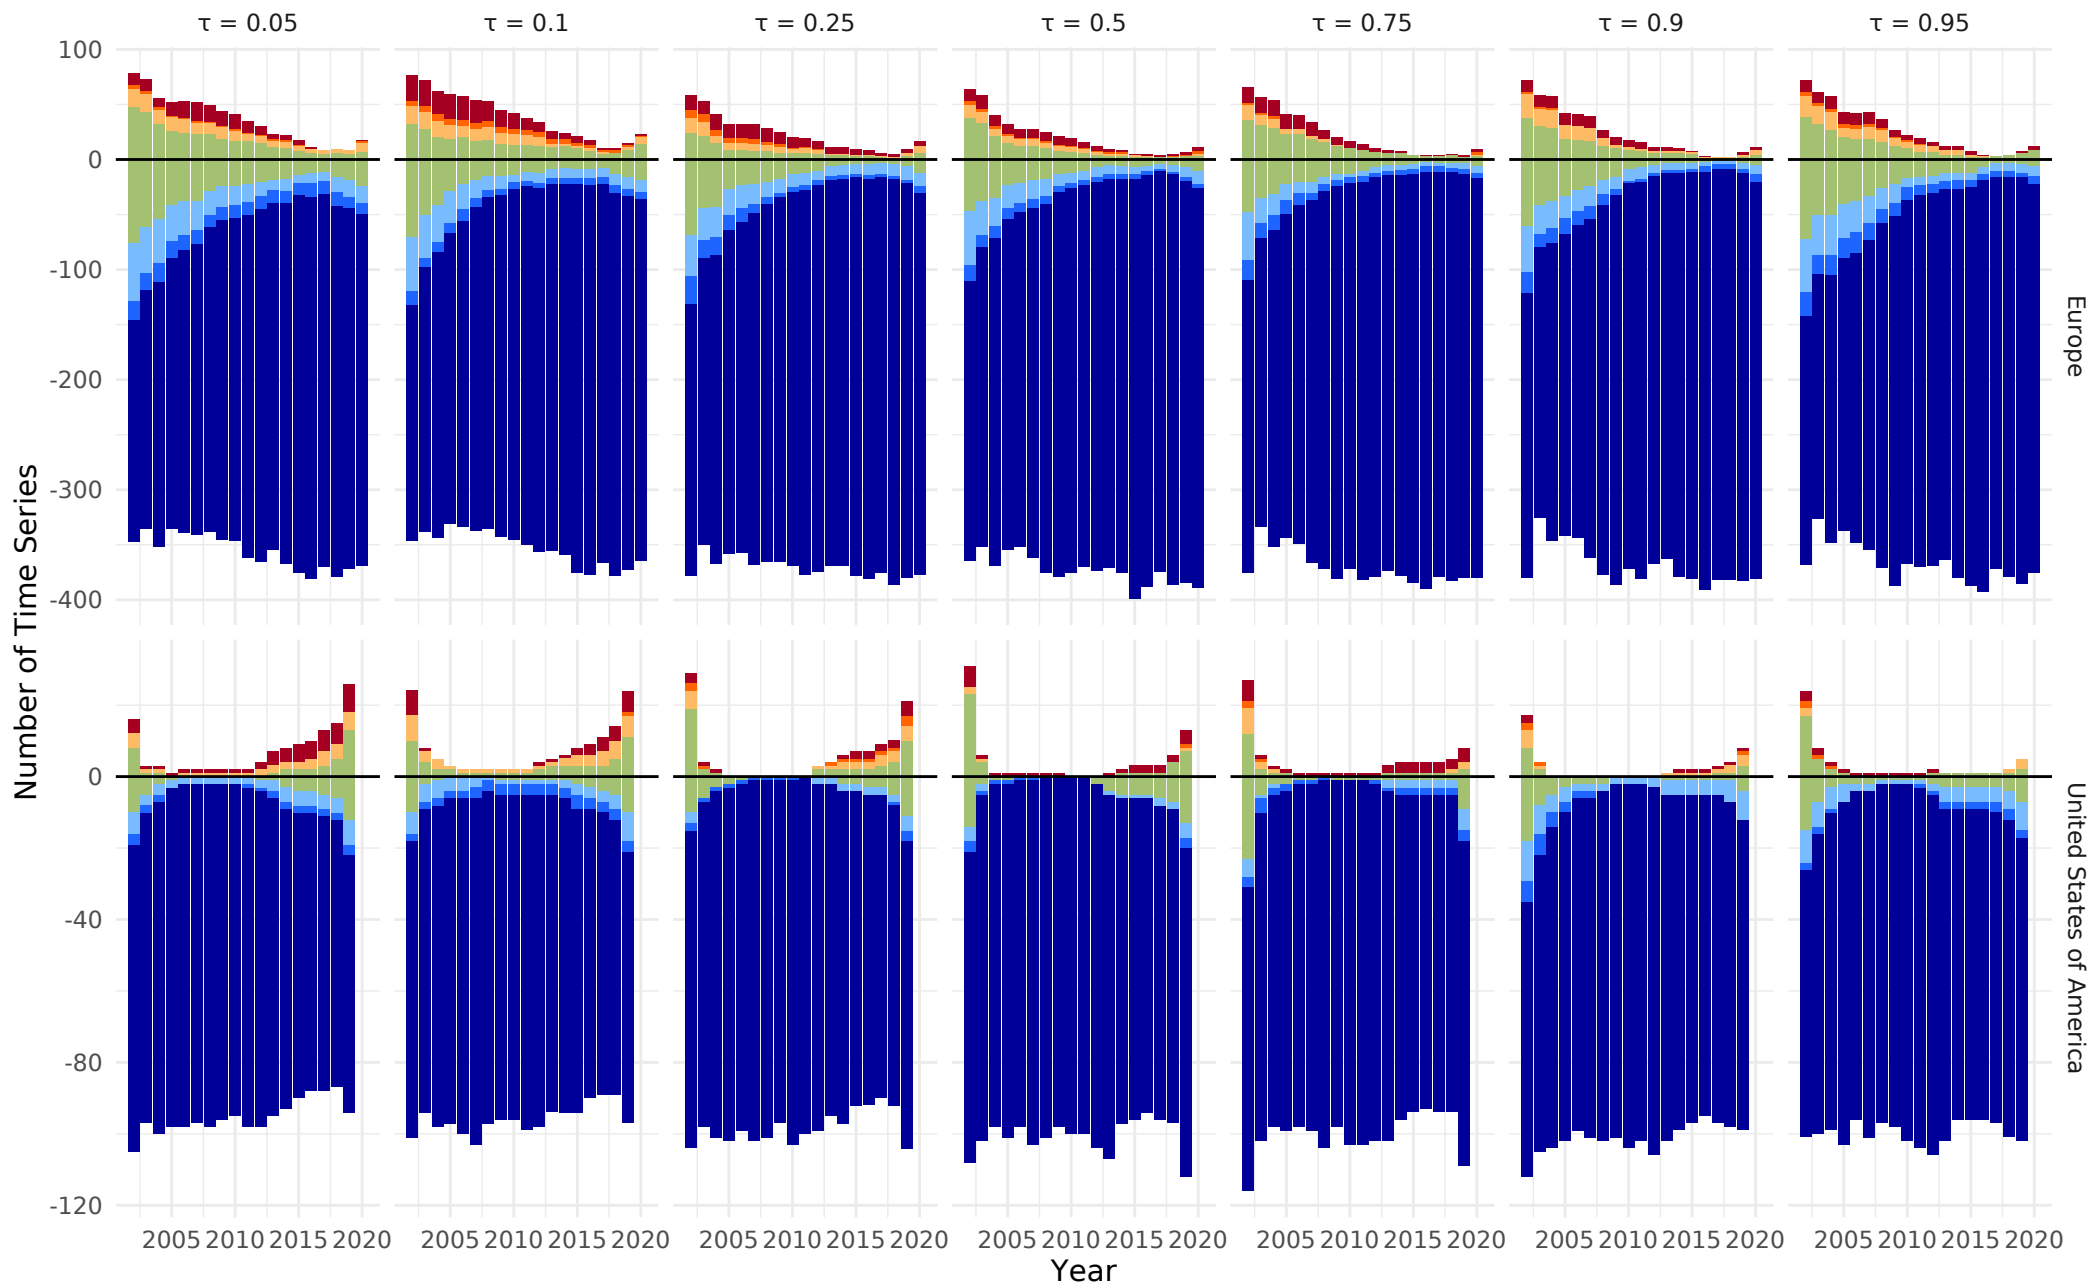 τ = 0.05 τ = 0.1 τ = 0.25 τ = 0.5 τ = 0.75 τ = 0.9 τ = 0.95
100
0
-100
-200
-300
-400
Europe
0
-40
-80
-120
United States of America
Number of Time Series
2005 2010 2015 2020 2005 2010 2015 2020 2005 2010 2015 2020 2005 2010 2015 2020 2005 2010 2015 2020 2005 2010 2015 2020 2005 2010 2015 2020
Year